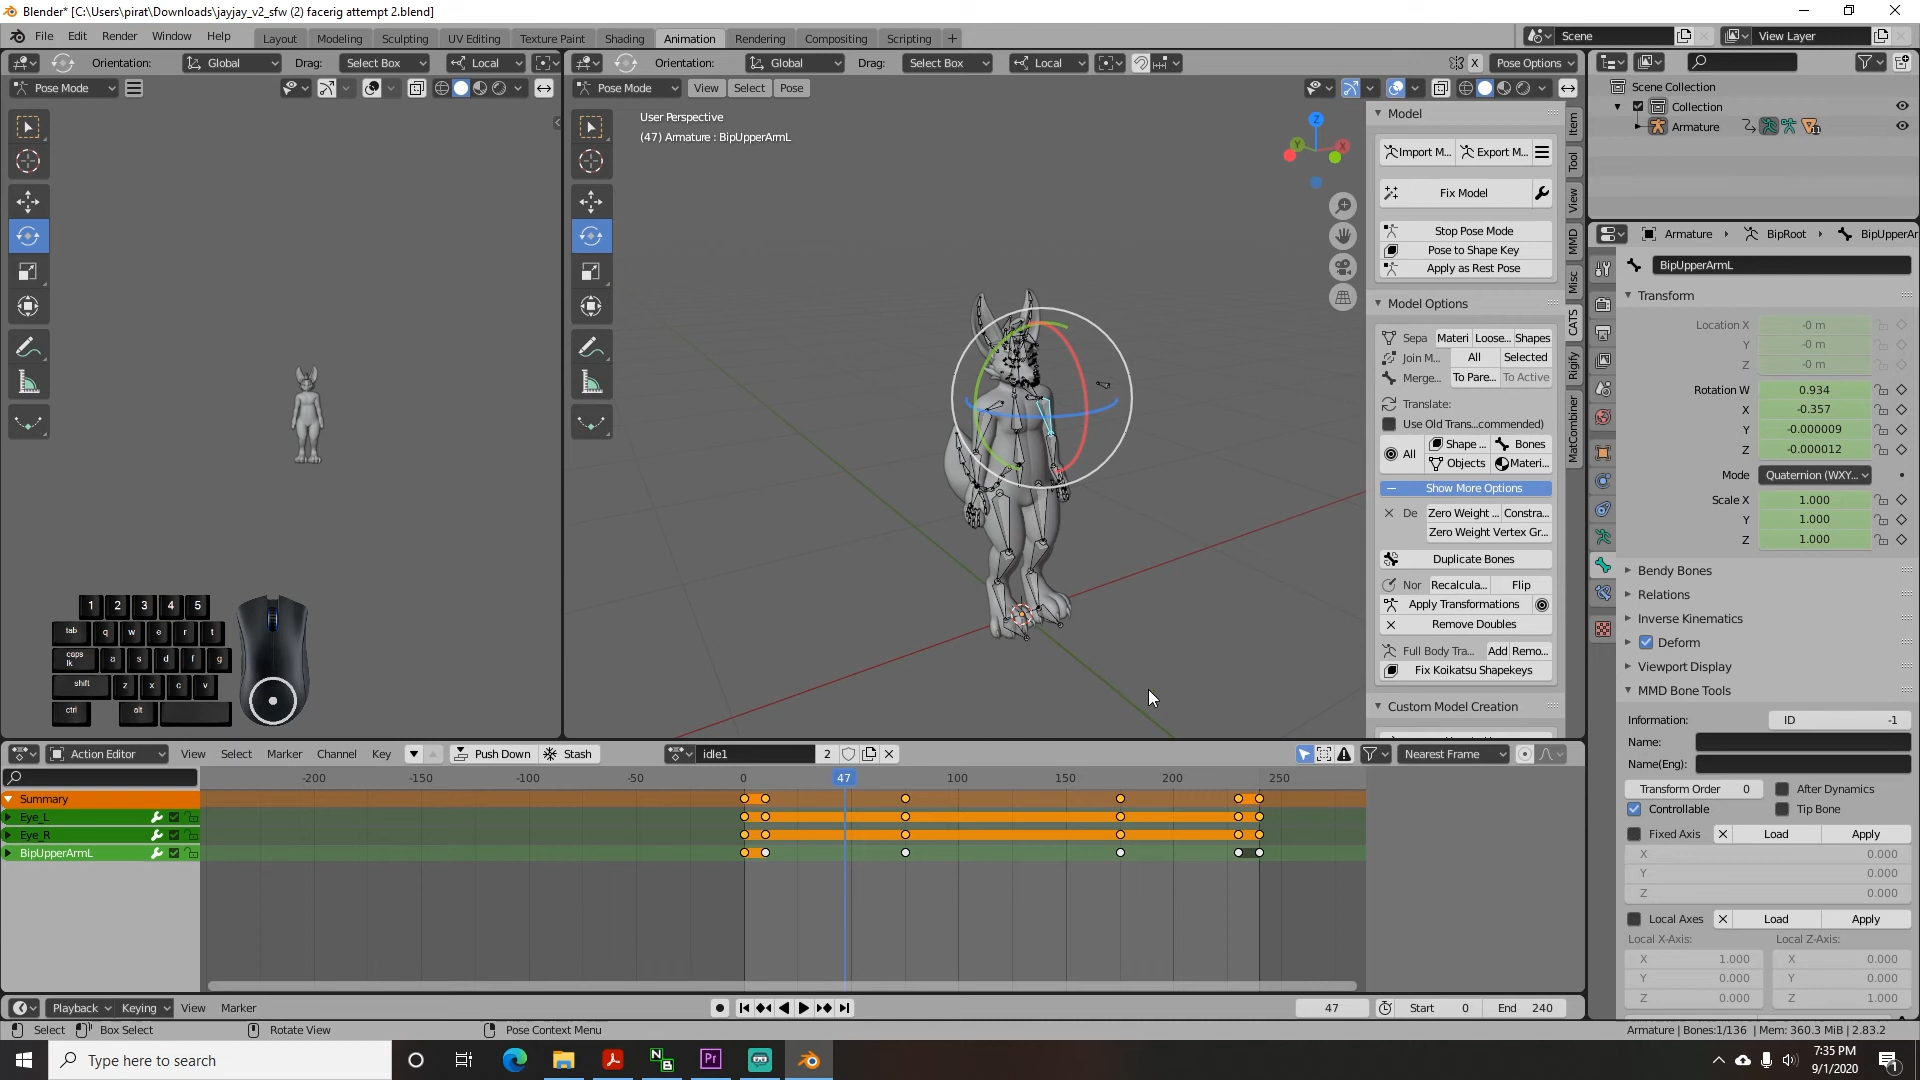 Blender* [C:\Users\pirat\Downloads\jayjay_v2_sfw (2) facerig attempt 2.blend]
File Edit Render Window Help
Layout Modeling Sculpting UV Editing Texture Paint Shading Animation Rendering Compositing Scripting +
Scene View Layer
Orientation: Global Drag: Select Box Local
Orientation: Global Drag: Select Box Local X Pose Options
Pose Mode
Pose Mode View Select Pose
User Perspective
(47) Armature : BipUpperArmL
Z
Y
X
Model
Import M... Export M...
Fix Model
Stop Pose Mode
Pose to Shape Key
Apply as Rest Pose
Model Options
Sepa Materi Loose... Shapes
Join M... All Selected
Merge... To Pare... To Active
Translate:
Use Old Trans...commended)
All Shape ... Bones
Objects Materi...
Show More Options
De Zero Weight ... Constra...
Zero Weight Vertex Gr...
Duplicate Bones
Nor Recalcula... Flip
Apply Transformations
Remove Doubles
Full Body Tra... Add Remo...
Fix Koikatsu Shapekeys
Custom Model Creation
Item
Tool
View
MMD
Misc
CATS
Rigify
MatCombiner
Scene Collection
Collection
Armature
Armature BipRoot BipUpperAr
BipUpperArmL
Transform
Location X -0 m
Y -0 m
Z -0 m
Rotation W 0.934
X -0.357
Y -0.000009
Z -0.000012
Mode Quaternion (WXY...
Scale X 1.000
Y 1.000
Z 1.000
Bendy Bones
Relations
Inverse Kinematics
Deform
Viewport Display
MMD Bone Tools
Information: ID -1
Name:
Name(Eng):
Transform Order 0 After Dynamics
Controllable Tip Bone
Fixed Axis Load Apply
X 0.000
Y 0.000
Z 0.000
Local Axes Load Apply
Local X-Axis: Local Z-Axis:
X 1.000 X 0.000
Y 0.000 Y 0.000
Z 0.000 Z 1.000
1 2 3 4 5
tab q w e r t
caps lk a s d f g
shift z x c v
ctrl alt
Action Editor View Select Marker Channel Key Push Down Stash idle1 2 Nearest Frame
-200 -150 -100 -50 0 47 100 150 200 250
Summary
Eye_L
Eye_R
BipUpperArmL
Playback Keying View Marker 47 Start 0 End 240
Select Box Select Rotate View Pose Context Menu Armature | Bones:1/136 | Mem: 360.3 MiB | 2.83.2
Type here to search
7:35 PM
9/1/2020